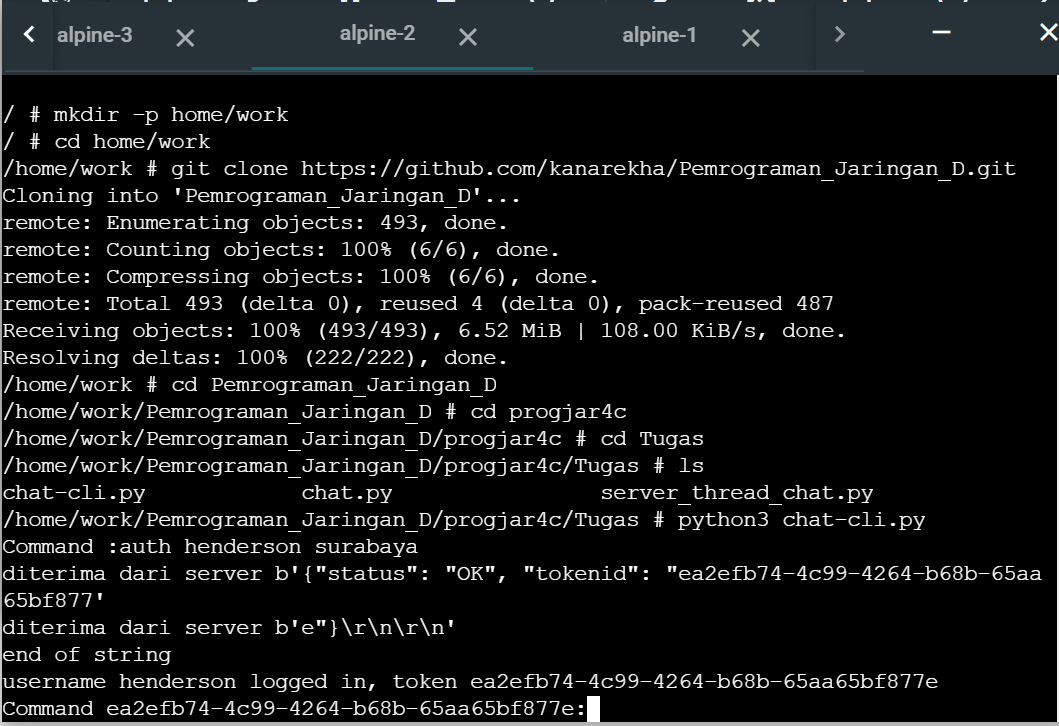 alpine-3
alpine-2
alpine-1
/ # mkdir -p home/work
/ # cd home/work
/home/work # git clone https://github.com/kanarekha/Pemrograman_Jaringan_D.git
Cloning into 'Pemrograman_Jaringan_D'...
remote: Enumerating objects: 493, done.
remote: Counting objects: 100% (6/6), done.
remote: Compressing objects: 100% (6/6), done.
remote: Total 493 (delta 0), reused 4 (delta 0), pack-reused 487
Receiving objects: 100% (493/493), 6.52 MiB | 108.00 KiB/s, done.
Resolving deltas: 100% (222/222), done.
/home/work # cd Pemrograman_Jaringan_D
/home/work/Pemrograman_Jaringan_D # cd progjar4c
/home/work/Pemrograman_Jaringan_D/progjar4c # cd Tugas
/home/work/Pemrograman_Jaringan_D/progjar4c/Tugas # ls
chat-cli.py chat.py server_thread_chat.py
/home/work/Pemrograman_Jaringan_D/progjar4c/Tugas # python3 chat-cli.py
Command :auth henderson surabaya
diterima dari server b'{"status": "OK", "tokenid": "ea2efb74-4c99-4264-b68b-65aa
65bf877'
diterima dari server b'e"}\r\n\r\n'
end of string
username henderson logged in, token ea2efb74-4c99-4264-b68b-65aa65bf877e
Command ea2efb74-4c99-4264-b68b-65aa65bf877e: